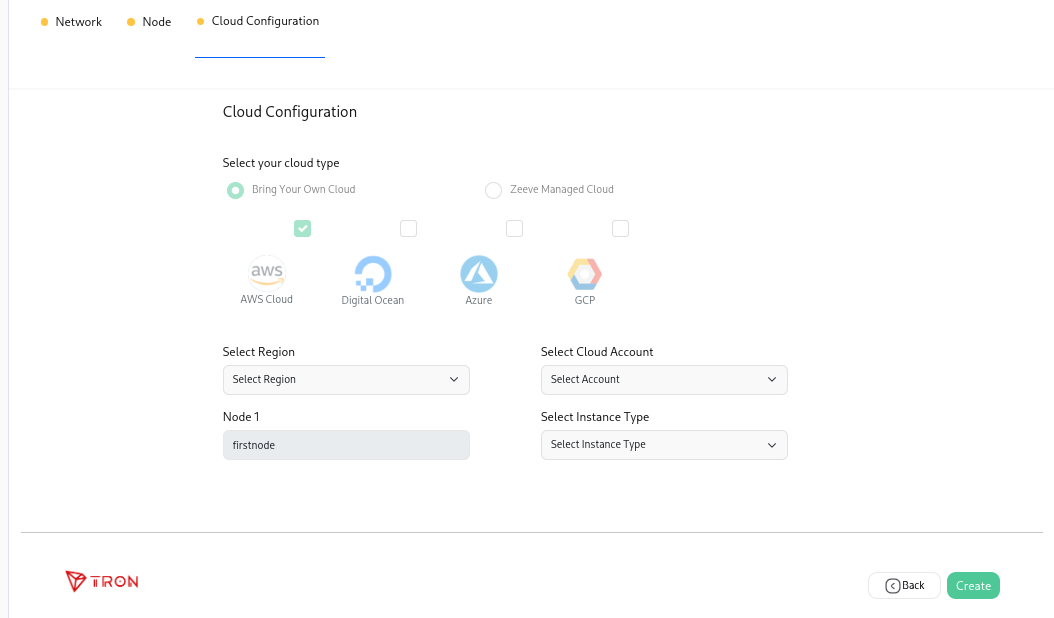 Network Node Cloud Configuration
Cloud Configuration
Select your cloud type
Bring Your Own Cloud Zeeve Managed Cloud
aws
AWS Cloud Digital Ocean Azure GCP
Select Region Select Cloud Account
Select Region Select Account
Node 1 Select Instance Type
firstnode Select Instance Type
TRON Back Create